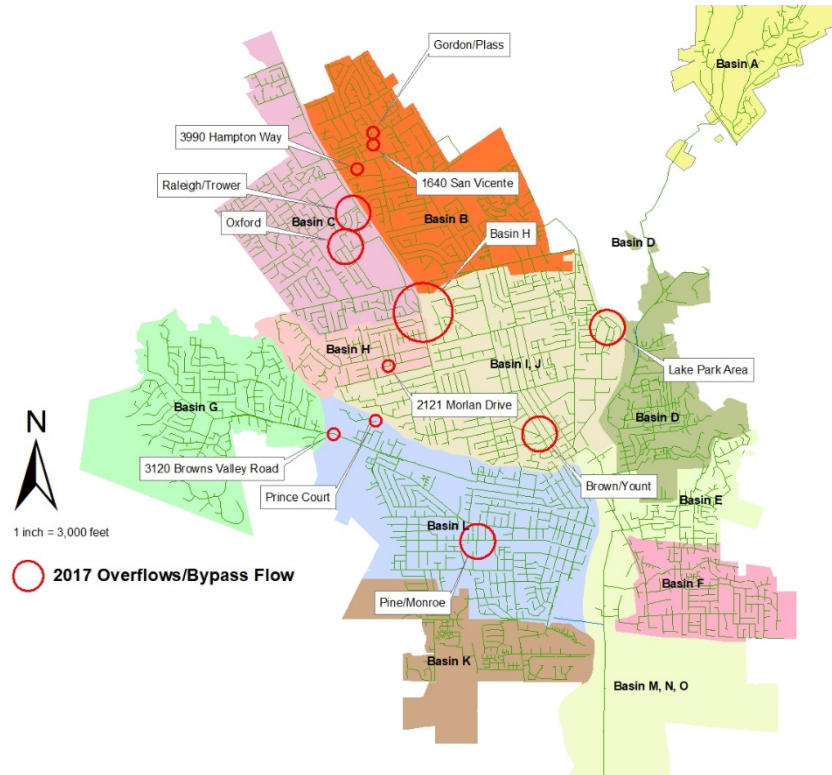 Gordon/Plass
Basin A
3990 Hampton Way
1640 San Vicente
Raleigh/Trower
Basin C
Basin B
Oxford
Basin H
Basin D
Basin H
Basin I, J
Lake Park Area
Basin G
2121 Morlan Drive
Basin D
N
3120 Browns Valley Road
Prince Court
Brown/Yount
Basin E
1 inch = 3,000 feet
Basin L
2017 Overflows/Bypass Flow
Basin F
Pine/Monroe
Basin K
Basin M, N, O